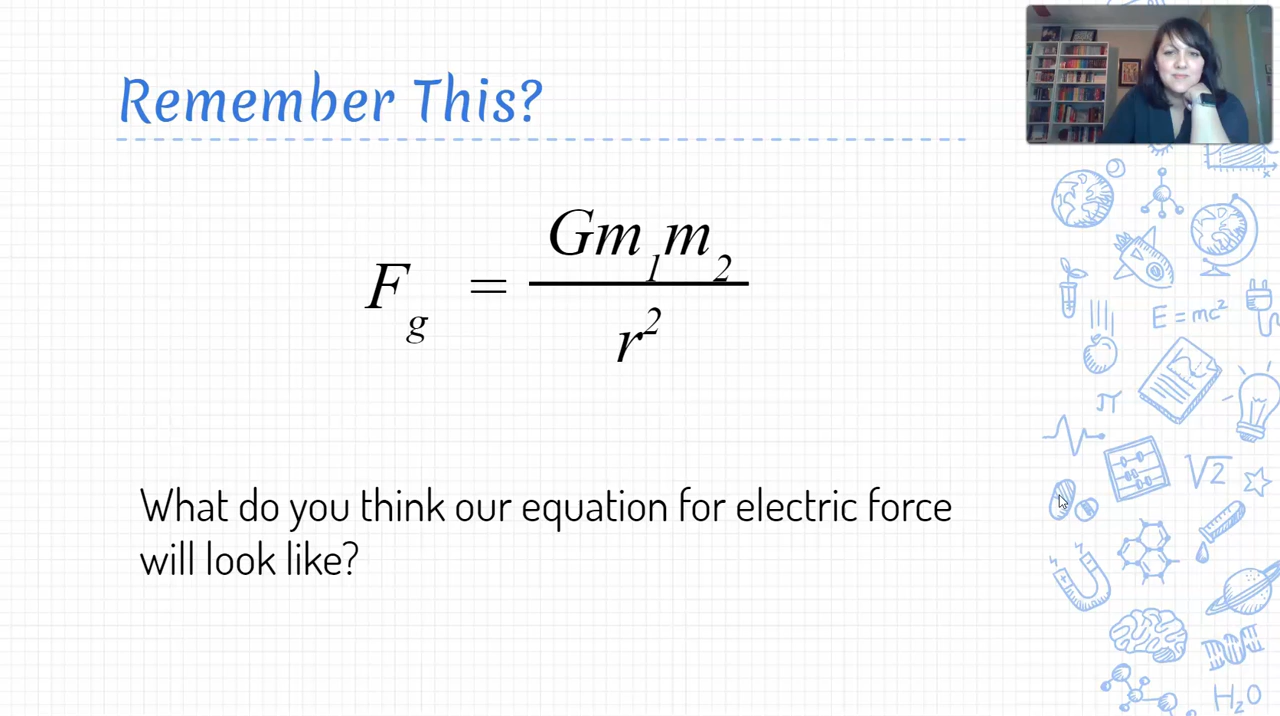 Remember This?
F_g = Gm_1m_2 / r^2
What do you think our equation for electric force
will look like?
E = mc²
π
√2
H₂O